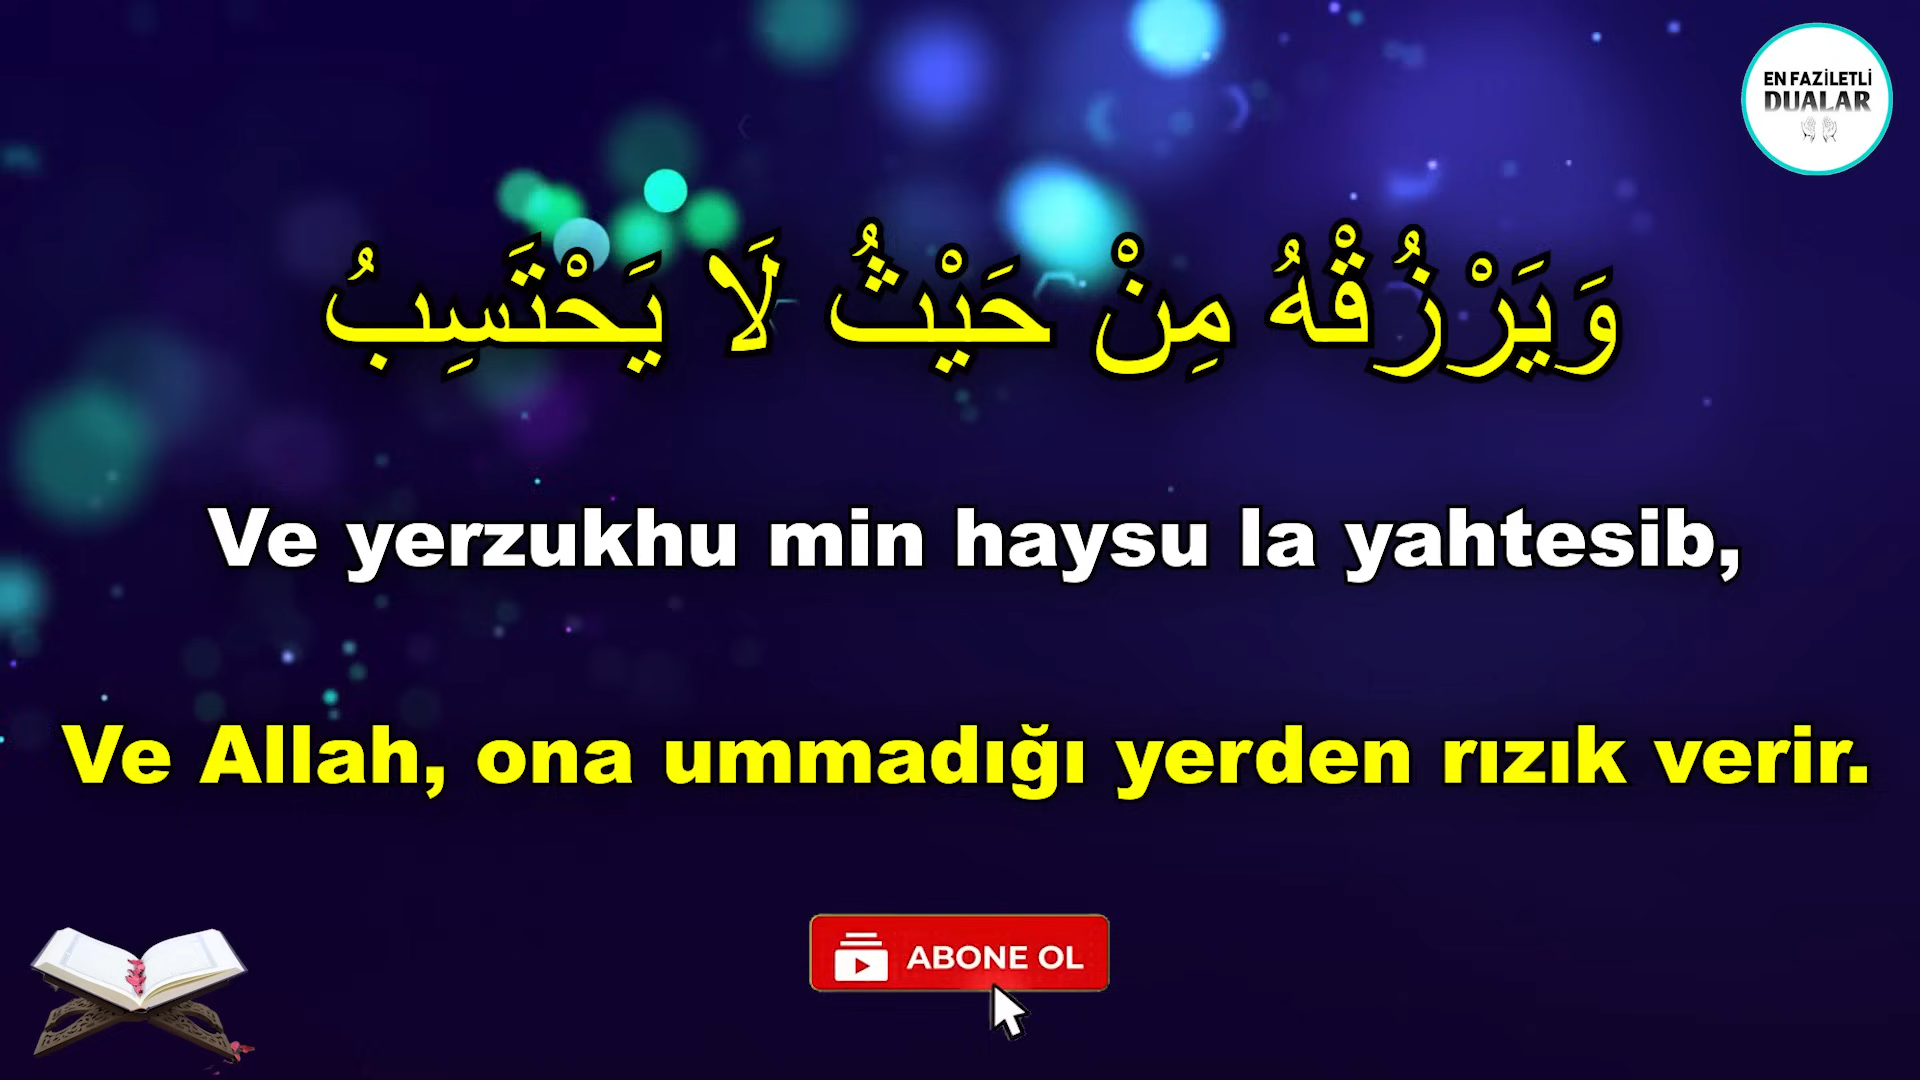 EN FAZİLETLİ
DUALAR
وَيَرْزُقْهُ مِنْ حَيْثُ لَا يَحْتَسِبُ
Ve yerzukhu min haysu la yahtesib,
Ve Allah, ona ummadığı yerden rızık verir.
ABONE OL